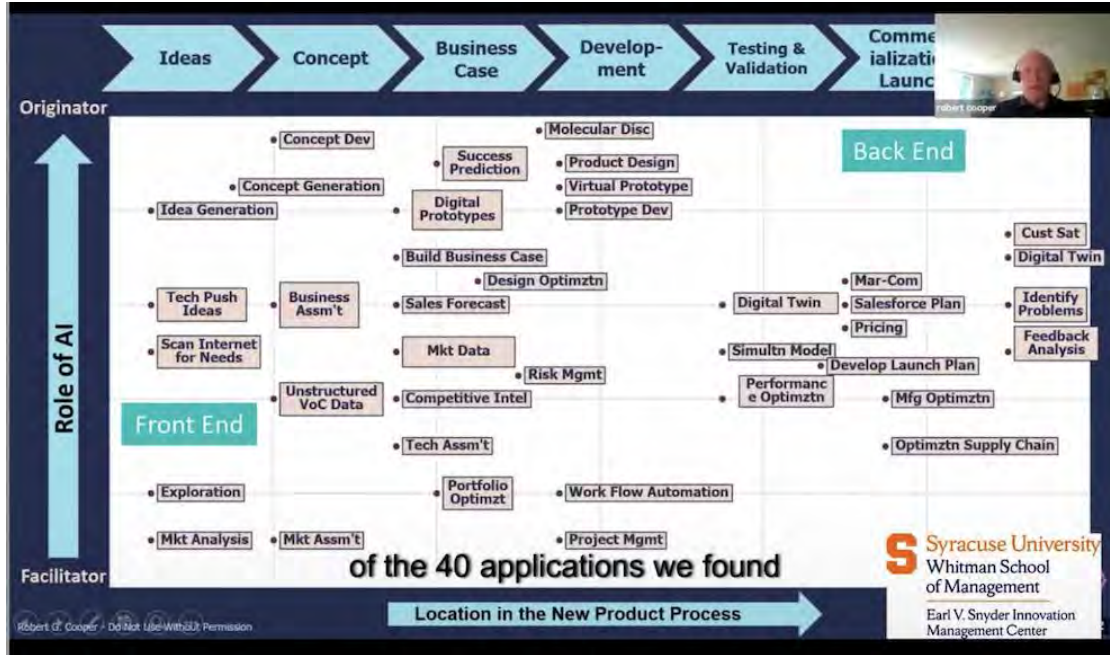 Ideas
Concept
Business
Case
Develop-
ment
Testing &
Validation
Comme
ializatio
Launc
robert cooper
Originator
Back End
Molecular Disc
Concept Dev
Success
Prediction
Product Design
Concept Generation
Virtual Prototype
Idea Generation
Digital
Prototypes
Prototype Dev
Cust Sat
Build Business Case
Digital Twin
Design Optimztn
Mar-Com
Tech Push
Ideas
Business
Assm't
Sales Forecast
Digital Twin
Salesforce Plan
Identify
Problems
Pricing
Scan Internet
for Needs
Mkt Data
Simultn Model
Feedback
Analysis
Develop Launch Plan
Risk Mgmt
Unstructured
VoC Data
Competitive Intel
Performanc
e Optimztn
Mfg Optimztn
Role of AI
Front End
Tech Assm't
Optimztn Supply Chain
Exploration
Portfolio
Optimzt
Work Flow Automation
Mkt Analysis
Mkt Assm't
Project Mgmt
of the 40 applications we found
Facilitator
S Syracuse University
Whitman School
of Management
Earl V. Snyder Innovation
Management Center
Location in the New Product Process
Robert G. Cooper - Do Not Use Without Permission